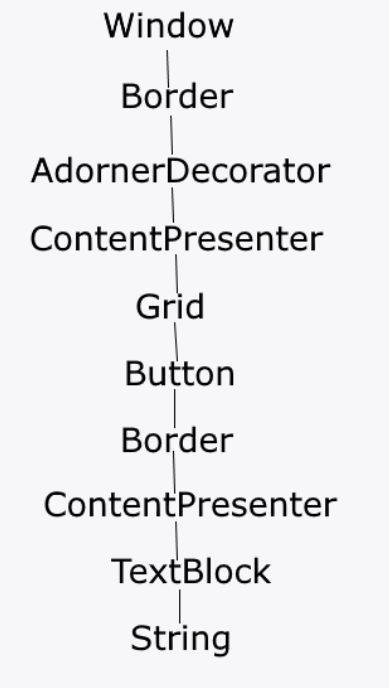 Window
Border
AdornerDecorator
ContentPresenter
Grid
Button
Border
ContentPresenter
TextBlock
String